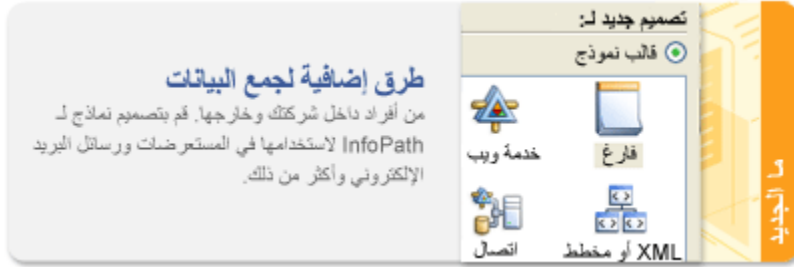 ما الجديد
تصميم جديد لـ:
قالب نموذج
فارغ
خدمة ويب
XML أو مخطط
اتصال
طرق إضافية لجمع البيانات
من أفراد داخل شركتك وخارجها. قم بتصميم نماذج لـ
InfoPath لاستخدامها في المستعرضات ورسائل البريد
الإلكتروني وأكثر من ذلك.